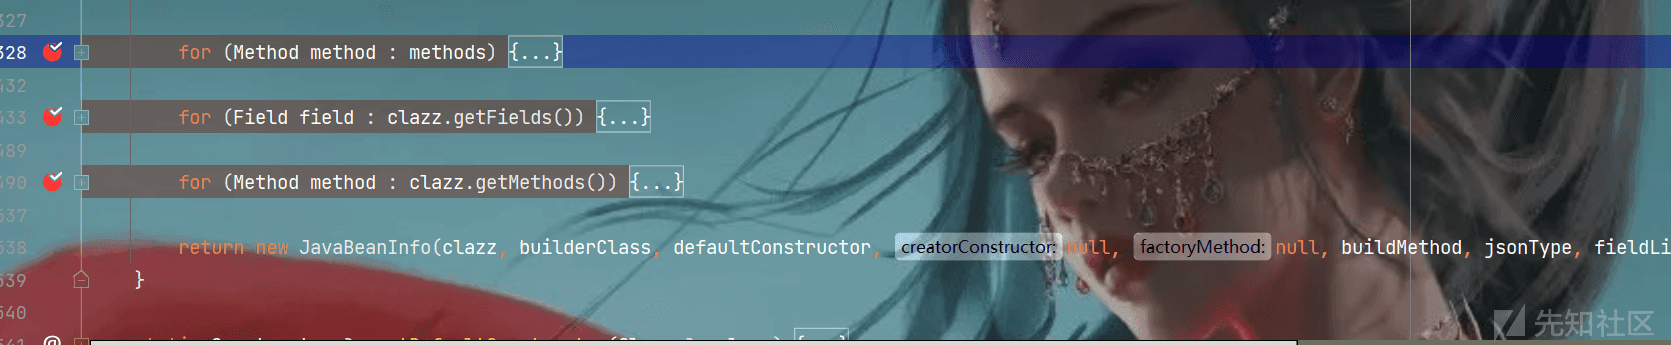 327
328 for (Method method : methods) {...}
432
433 for (Field field : clazz.getFields()) {...}
489
490 for (Method method : clazz.getMethods()) {...}
537
538 return new JavaBeanInfo(clazz, builderClass, defaultConstructor, creatorConstructor: null, factoryMethod: null, buildMethod, jsonType, fieldLi
539 }
540
541 @ {...}
先知社区